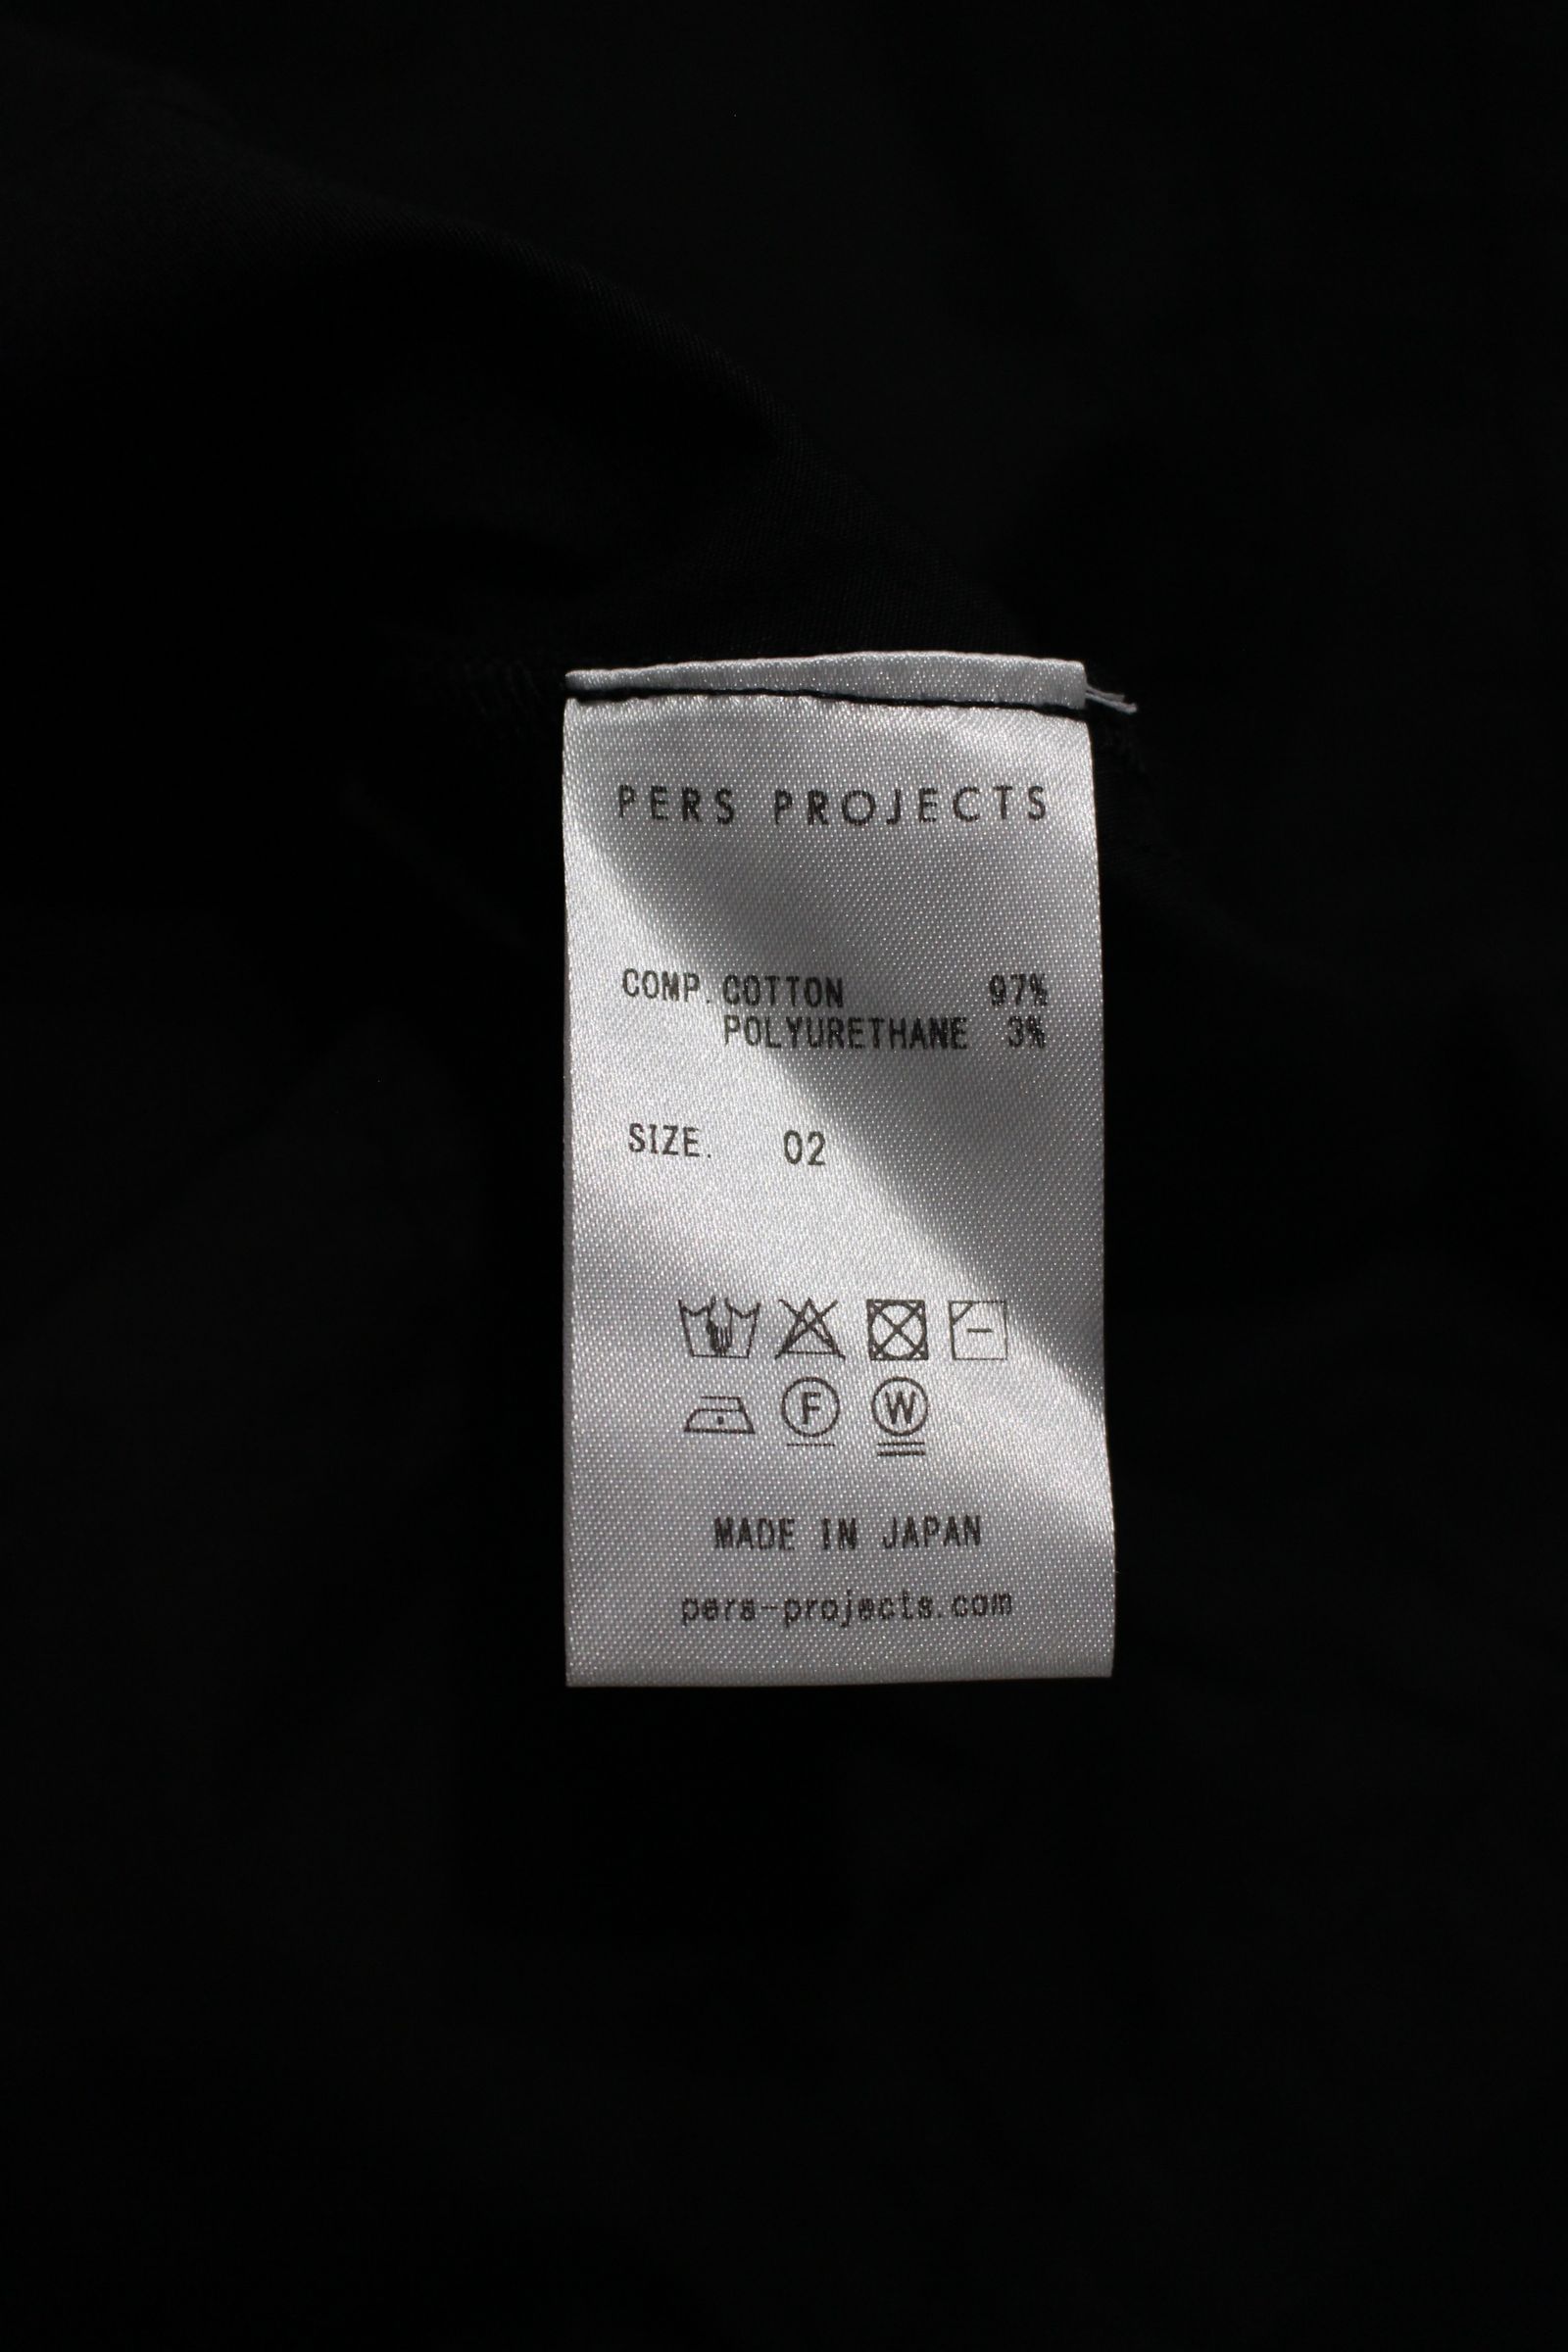 PERS PROJECTS
COMP. COTTON 97%
POLYURETHANE 3%
SIZE. 02
F W
MADE IN JAPAN
pers-projects.com